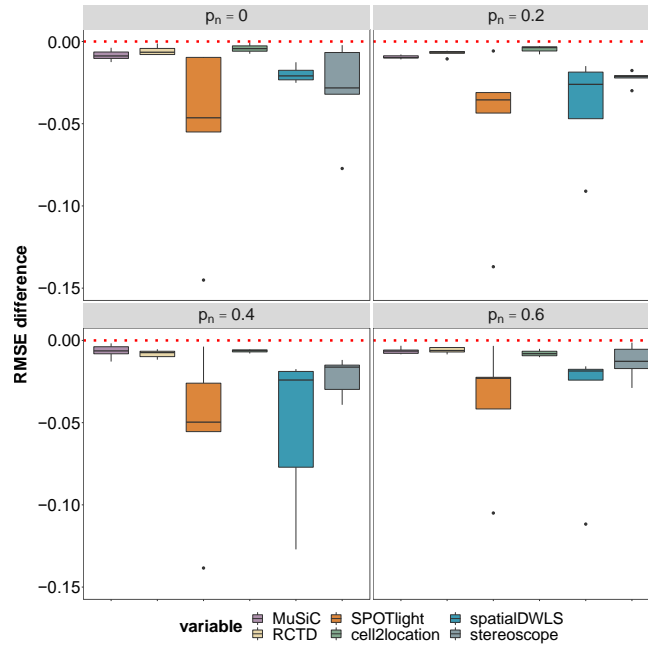 pn = 0
pn = 0.2
0.00
−0.05
−0.10
−0.15
pn = 0.4
pn = 0.6
0.00
−0.05
−0.10
−0.15
RMSE difference
variable
MuSiC
SPOTlight
spatialDWLS
RCTD
cell2location
stereoscope